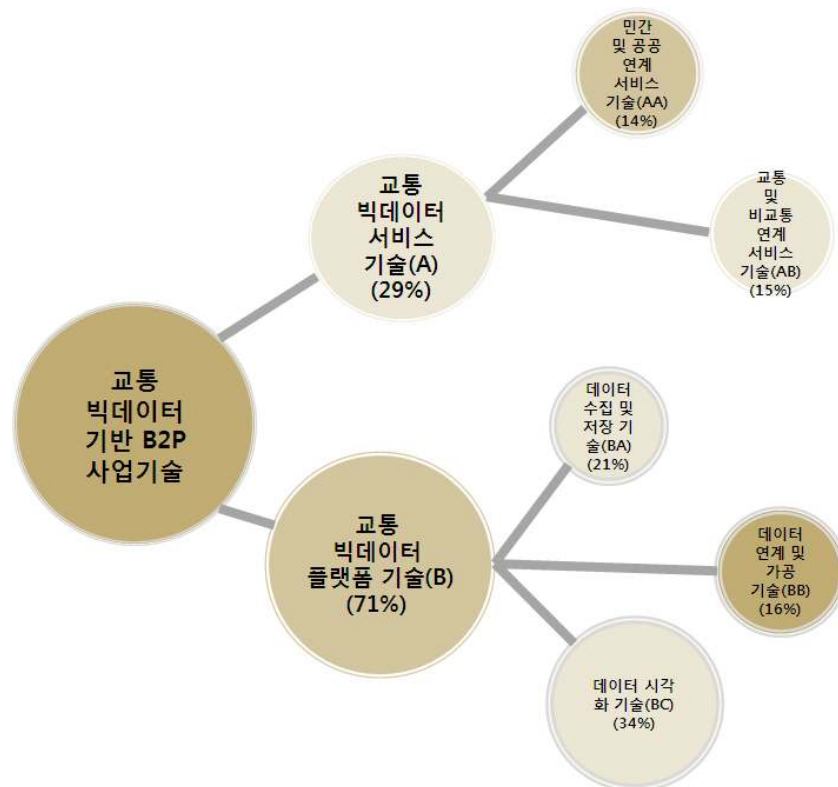 민간
및 공공
연계
서비스
기술(AA)
(14%)
교통
빅데이터
서비스
기술(A)
(29%)
교통
및
비교통
연계
서비스
기술(AB)
(15%)
교통
빅데이터
기반 B2P
사업기술
데이터
수집 및
저장 기
술(BA)
(21%)
교통
빅데이터
플랫폼 기술(B)
(71%)
데이터
연계 및
가공
기술(BB)
(16%)
데이터 시각
화 기술(BC)
(34%)